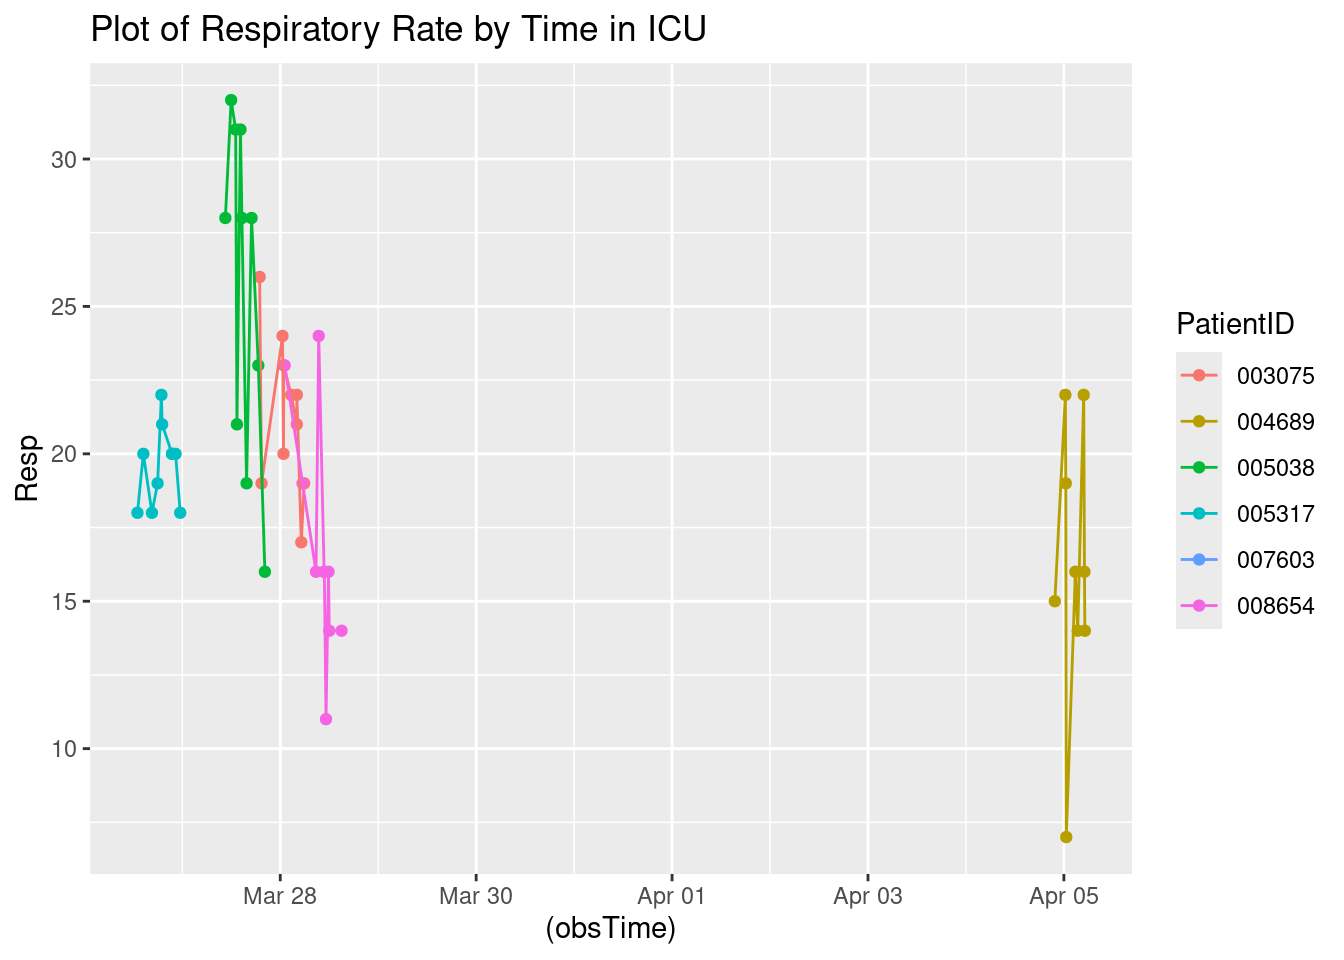 Plot of Respiratory Rate by Time in ICU
30
25
20
15
10
Resp
Mar 28 Mar 30 Apr 01 Apr 03 Apr 05
(obsTime)
PatientID
003075
004689
005038
005317
007603
008654